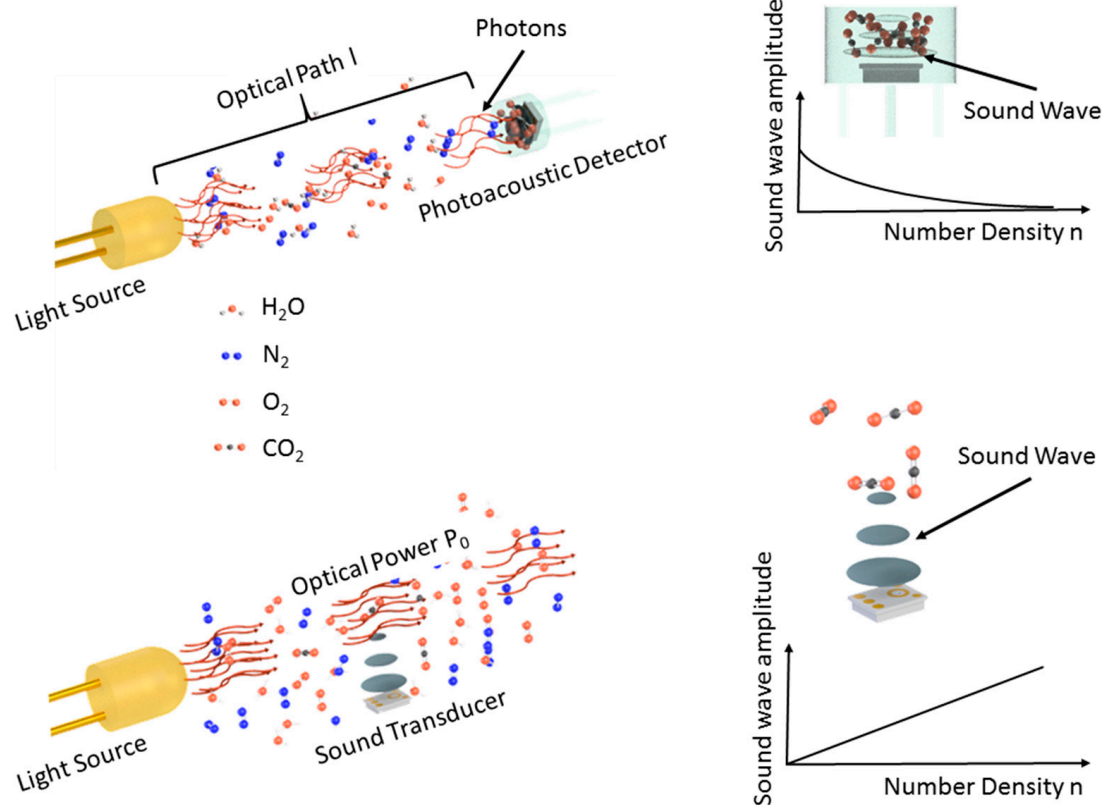 Photons
Optical Path l
Photoacoustic Detector
Light Source
Sound wave amplitude
Sound Wave
Number Density n
H₂O
N₂
O₂
CO₂
Optical Power P₀
Sound Transducer
Light Source
Sound Wave
Sound wave amplitude
Number Density n